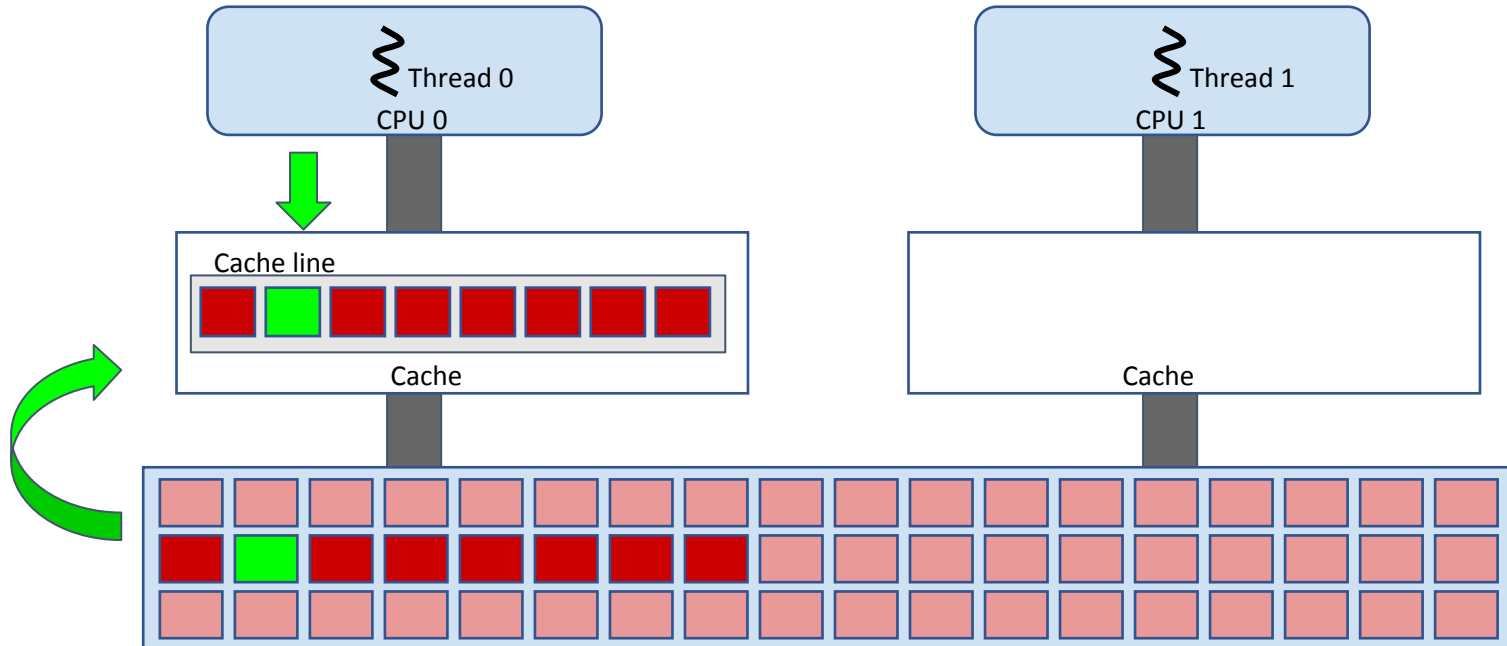 Thread 0
CPU 0
Thread 1
CPU 1
Cache line
Cache
Cache